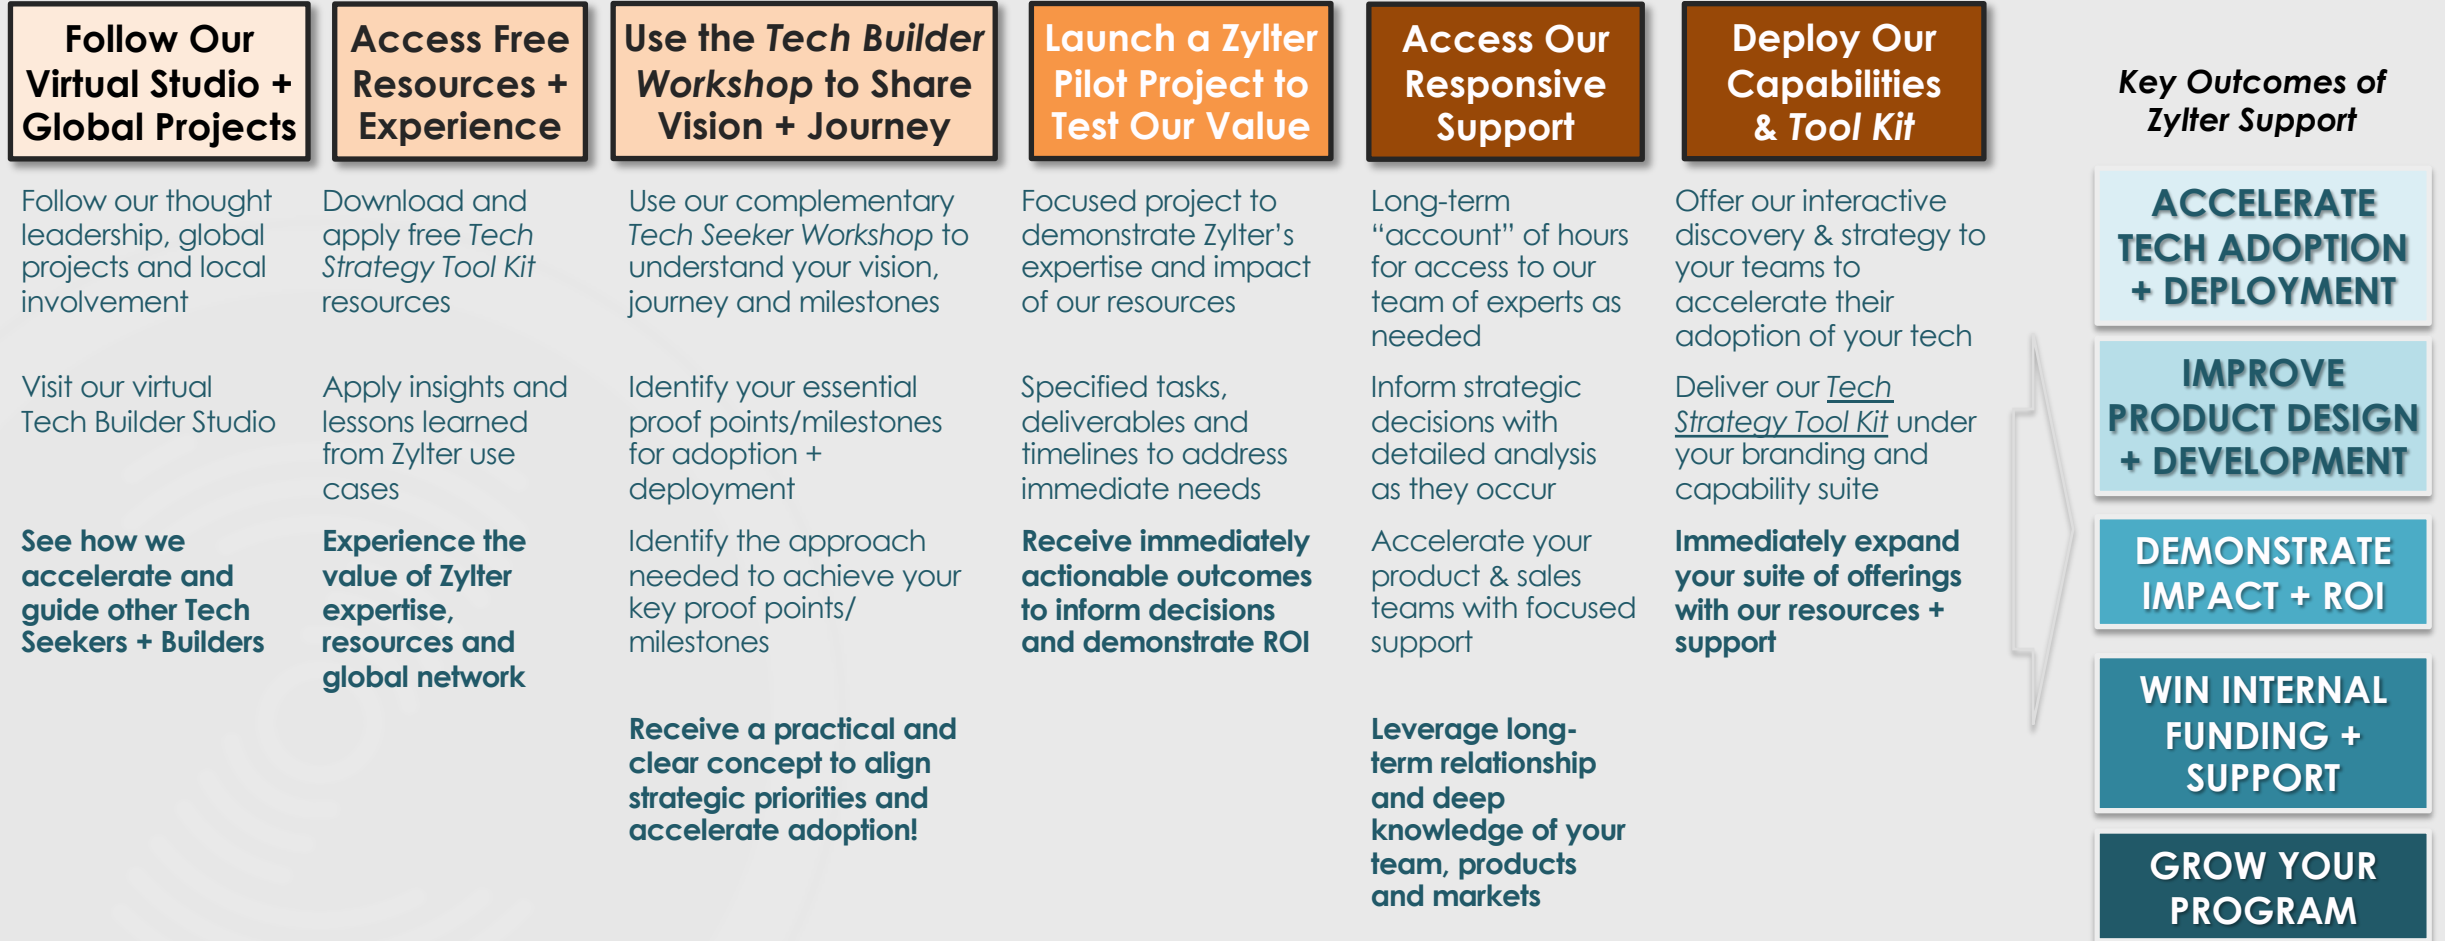 Follow Our
Virtual Studio +
Global Projects
Follow our thought
leadership, global
projects and local
involvement
Visit our virtual
Tech Builder Studio
See how we
accelerate and
guide other Tech
Seekers + Builders
Access Free
Resources +
Experience
Download and
apply free Tech
Strategy Tool Kit
resources
Apply insights and
lessons learned
from Zylter use
cases
Experience the
value of Zylter
expertise,
resources and
global network
Use the Tech Builder
Workshop to Share
Vision + Journey
Use our complementary
Tech Seeker Workshop to
understand your vision,
journey and milestones
Identify your essential
proof points/milestones
for adoption +
deployment
Identify the approach
needed to achieve your
key proof points/
milestones
Receive a practical and
clear concept to align
strategic priorities and
accelerate adoption!
Launch a Zylter
Pilot Project to
Test Our Value
Focused project to
demonstrate Zylter’s
expertise and impact
of our resources
Specified tasks,
deliverables and
timelines to address
immediate needs
Receive immediately
actionable outcomes
to inform decisions
and demonstrate ROI
Access Our
Responsive
Support
Long-term
“account” of hours
for access to our
team of experts as
needed
Inform strategic
decisions with
detailed analysis
as they occur
Accelerate your
product & sales
teams with focused
support
Leverage long-
term relationship
and deep
knowledge of your
team, products
and markets
Deploy Our
Capabilities
& Tool Kit
Offer our interactive
discovery & strategy to
your teams to
accelerate their
adoption of your tech
Deliver our Tech
Strategy Tool Kit under
your branding and
capability suite
Immediately expand
your suite of offerings
with our resources +
support
Key Outcomes of
Zylter Support
ACCELERATE
TECH ADOPTION
+ DEPLOYMENT
IMPROVE
PRODUCT DESIGN
+ DEVELOPMENT
DEMONSTRATE
IMPACT + ROI
WIN INTERNAL
FUNDING +
SUPPORT
GROW YOUR
PROGRAM